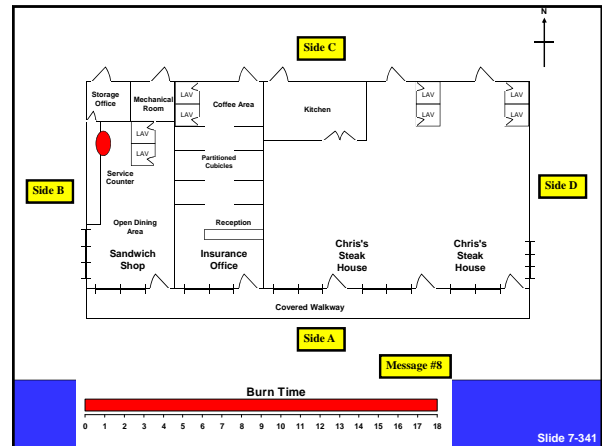 Side C
N
Storage
Office
Mechanical
Room
LAV
LAV
Coffee Area
Kitchen
LAV
LAV
LAV
LAV
LAV
LAV
Partitioned
Cubicles
Service
Counter
Side B
Side D
Open Dining
Area
Reception
Sandwich
Shop
Insurance
Office
Chris's
Steak
House
Chris's
Steak
House
Covered Walkway
Side A
Message #8
Burn Time
0 1 2 3 4 5 6 7 8 9 10 11 12 13 14 15 16 17 18
Slide 7-341